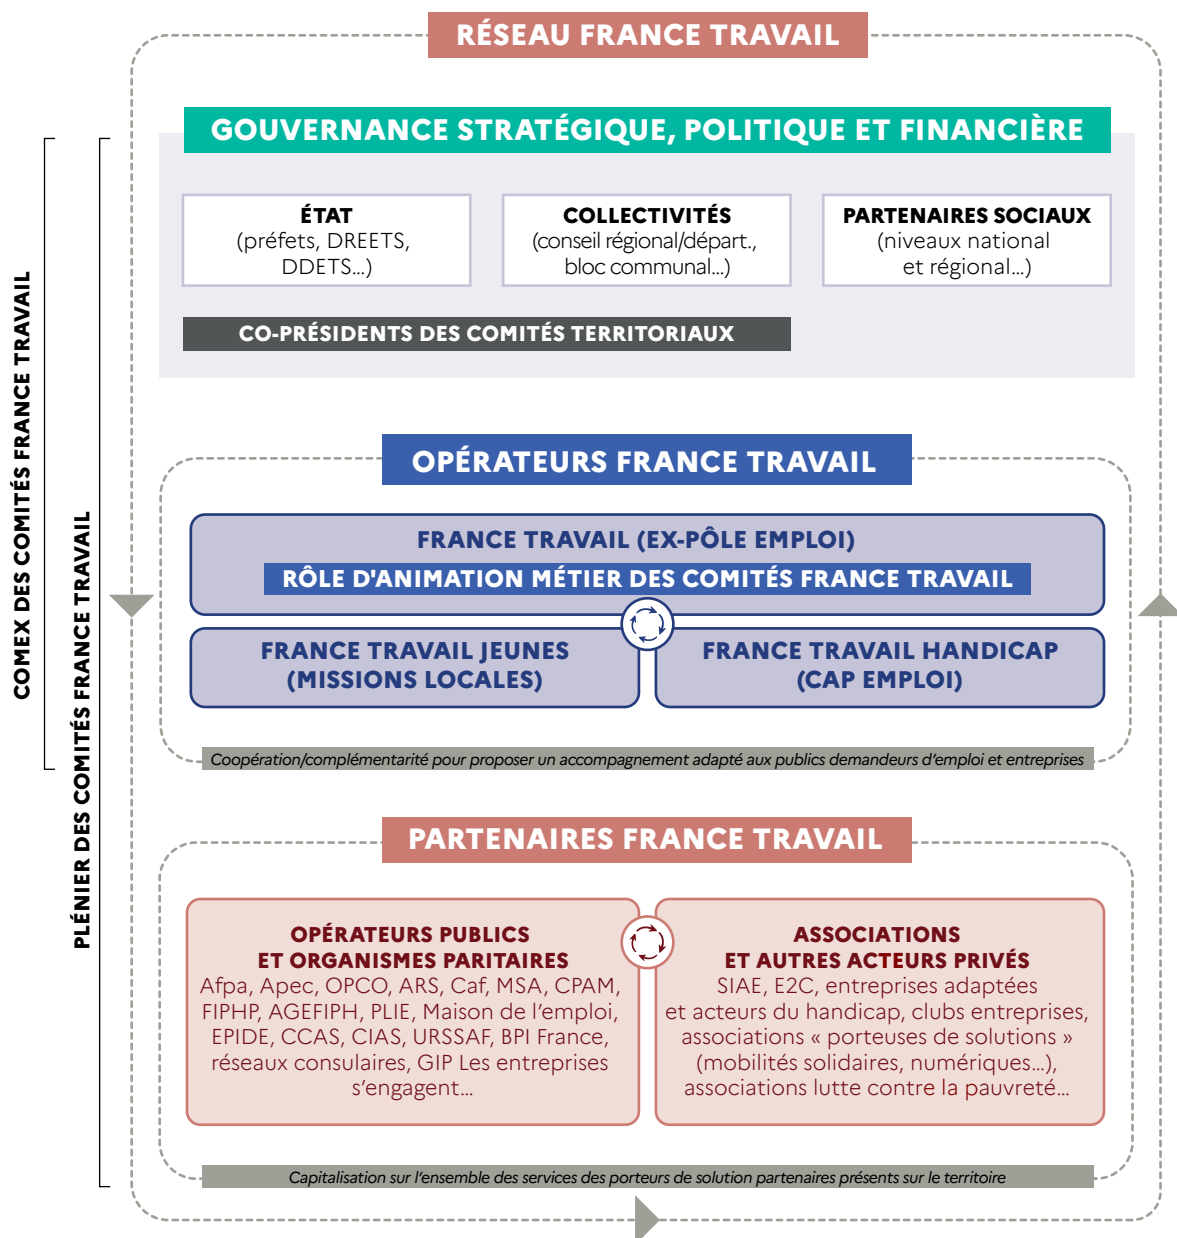 RÉSEAU FRANCE TRAVAIL
GOUVERNANCE STRATÉGIQUE, POLITIQUE ET FINANCIÈRE
ÉTAT
(préfets, DREETS,
DDETS...)
COLLECTIVITÉS
(conseil régional/départ.,
bloc communal...)
PARTENAIRES SOCIAUX
(niveaux national
et régional...)
CO-PRÉSIDENTS DES COMITÉS TERRITORIAUX
COMEX DES COMITÉS FRANCE TRAVAIL
PLÉNIER DES COMITÉS FRANCE TRAVAIL
OPÉRATEURS FRANCE TRAVAIL
FRANCE TRAVAIL (EX-PÔLE EMPLOI)
RÔLE D'ANIMATION MÉTIER DES COMITÉS FRANCE TRAVAIL
FRANCE TRAVAIL JEUNES
(MISSIONS LOCALES)
FRANCE TRAVAIL HANDICAP
(CAP EMPLOI)
Coopération/complémentarité pour proposer un accompagnement adapté aux publics demandeurs d’emploi et entreprises
PARTENAIRES FRANCE TRAVAIL
OPÉRATEURS PUBLICS
ET ORGANISMES PARITAIRES
Afpa, Apec, OPCO, ARS, Caf, MSA, CPAM,
FIPHP, AGEFIPH, PLIE, Maison de l’emploi,
EPIDE, CCAS, CIAS, URSSAF, BPI France,
réseaux consulaires, GIP Les entreprises
s’engagent...
ASSOCIATIONS
ET AUTRES ACTEURS PRIVÉS
SIAE, E2C, entreprises adaptées
et acteurs du handicap, clubs entreprises,
associations « porteuses de solutions »
(mobilités solidaires, numériques...),
associations lutte contre la pauvreté...
Capitalisation sur l’ensemble des services des porteurs de solution partenaires présents sur le territoire